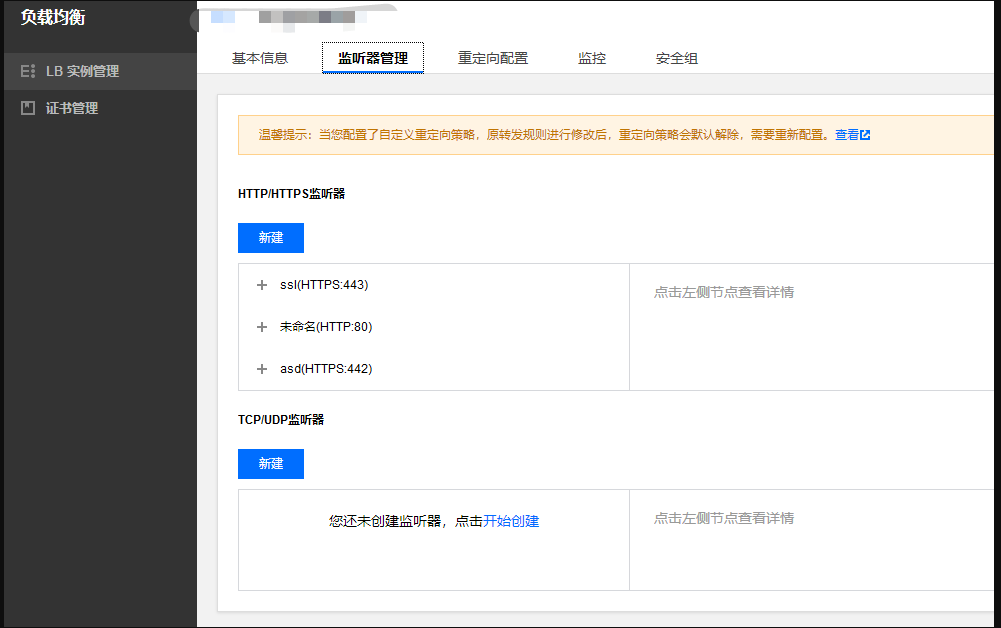 负载均衡
LB 实例管理
证书管理
基本信息 监听器管理 重定向配置 监控 安全组
温馨提示：当您配置了自定义重定向策略，原转发规则进行修改后，重定向策略会默认解除，需要重新配置。查看
HTTP/HTTPS监听器
新建
ssl(HTTPS:443)
点击左侧节点查看详情
未命名(HTTP:80)
asd(HTTPS:442)
TCP/UDP监听器
新建
您还未创建监听器，点击开始创建
点击左侧节点查看详情